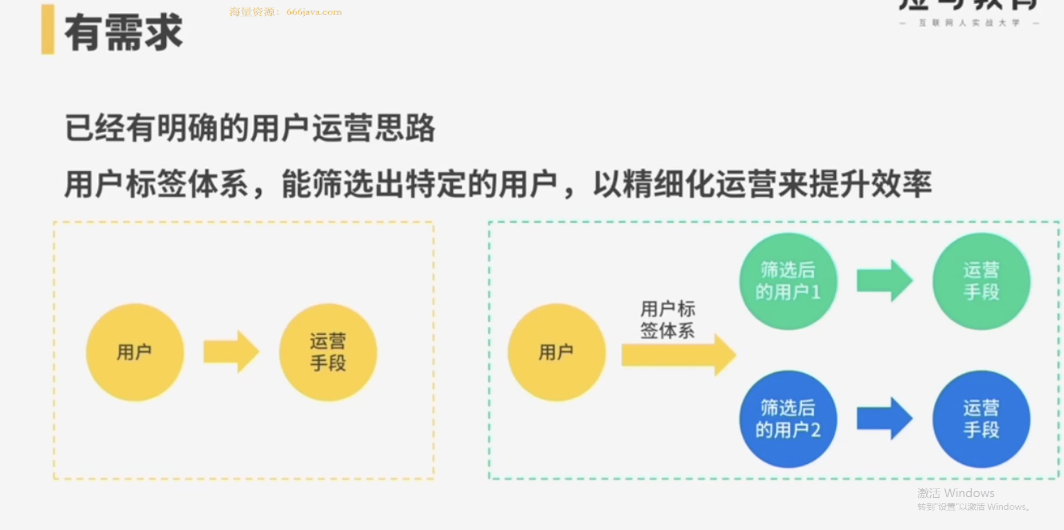 海量资源：666java.com
有需求
— 互联网人实战大学 —
已经有明确的用户运营思路
用户标签体系，能筛选出特定的用户，以精细化运营来提升效率
用户
运营
手段
用户
用户标
签体系
筛选后
的用户1
运营
手段
筛选后
的用户2
运营
手段
激活 Windows
转到"设置"以激活 Windows。